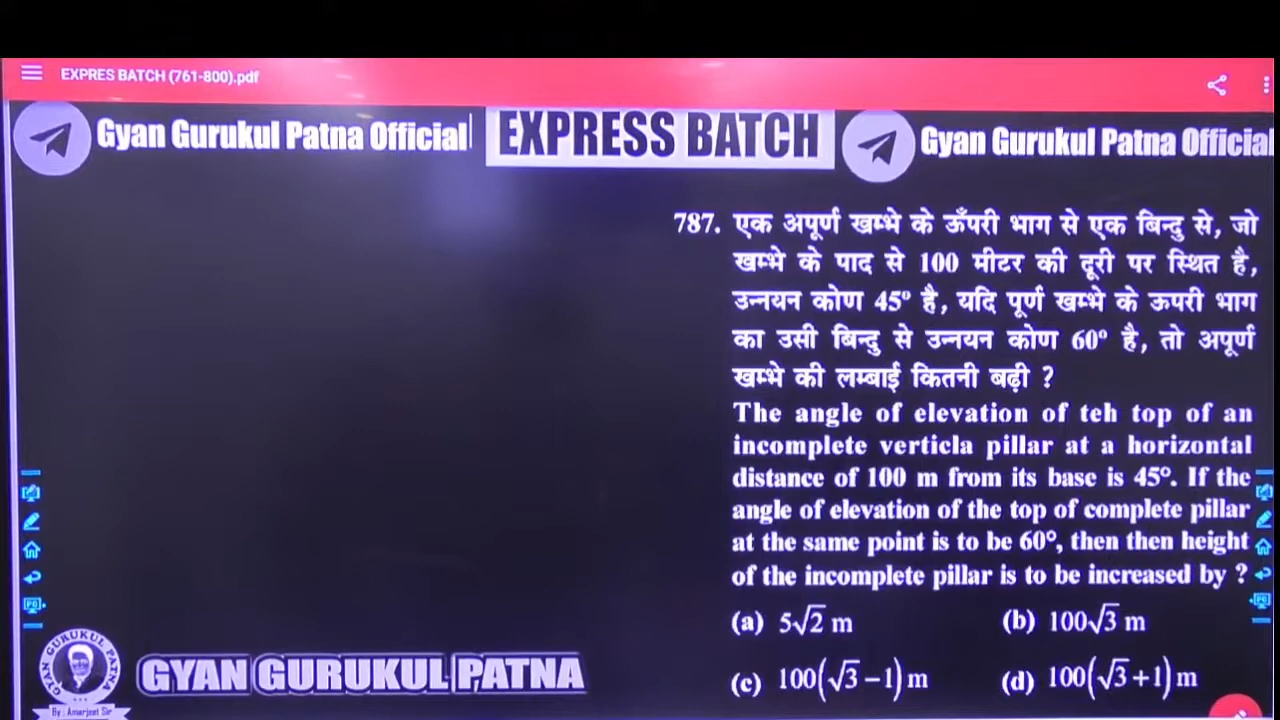 EXPRES BATCH (761-800).pdf
Gyan Gurukul Patna Official
EXPRESS BATCH
Gyan Gurukul Patna Official
787. एक अपूर्ण खम्भे के ऊँपरी भाग से एक बिन्दु से, जो
खम्भे के पाद से 100 मीटर की दूरी पर स्थित है,
उन्नयन कोण 45º है, यदि पूर्ण खम्भे के ऊपरी भाग
का उसी बिन्दु से उन्नयन कोण 60º है, तो अपूर्ण
खम्भे की लम्बाई कितनी बढ़ी ?
The angle of elevation of teh top of an
incomplete verticla pillar at a horizontal
distance of 100 m from its base is 45º. If the
angle of elevation of the top of complete pillar
at the same point is to be 60º, then then height
of the incomplete pillar is to be increased by ?
(a) 5√2 m (b) 100√3 m
(c) 100(√3−1) m (d) 100(√3+1) m
GYAN GURUKUL PATNA
GYAN GURUKUL PATNA
By : Amarjeet Sir